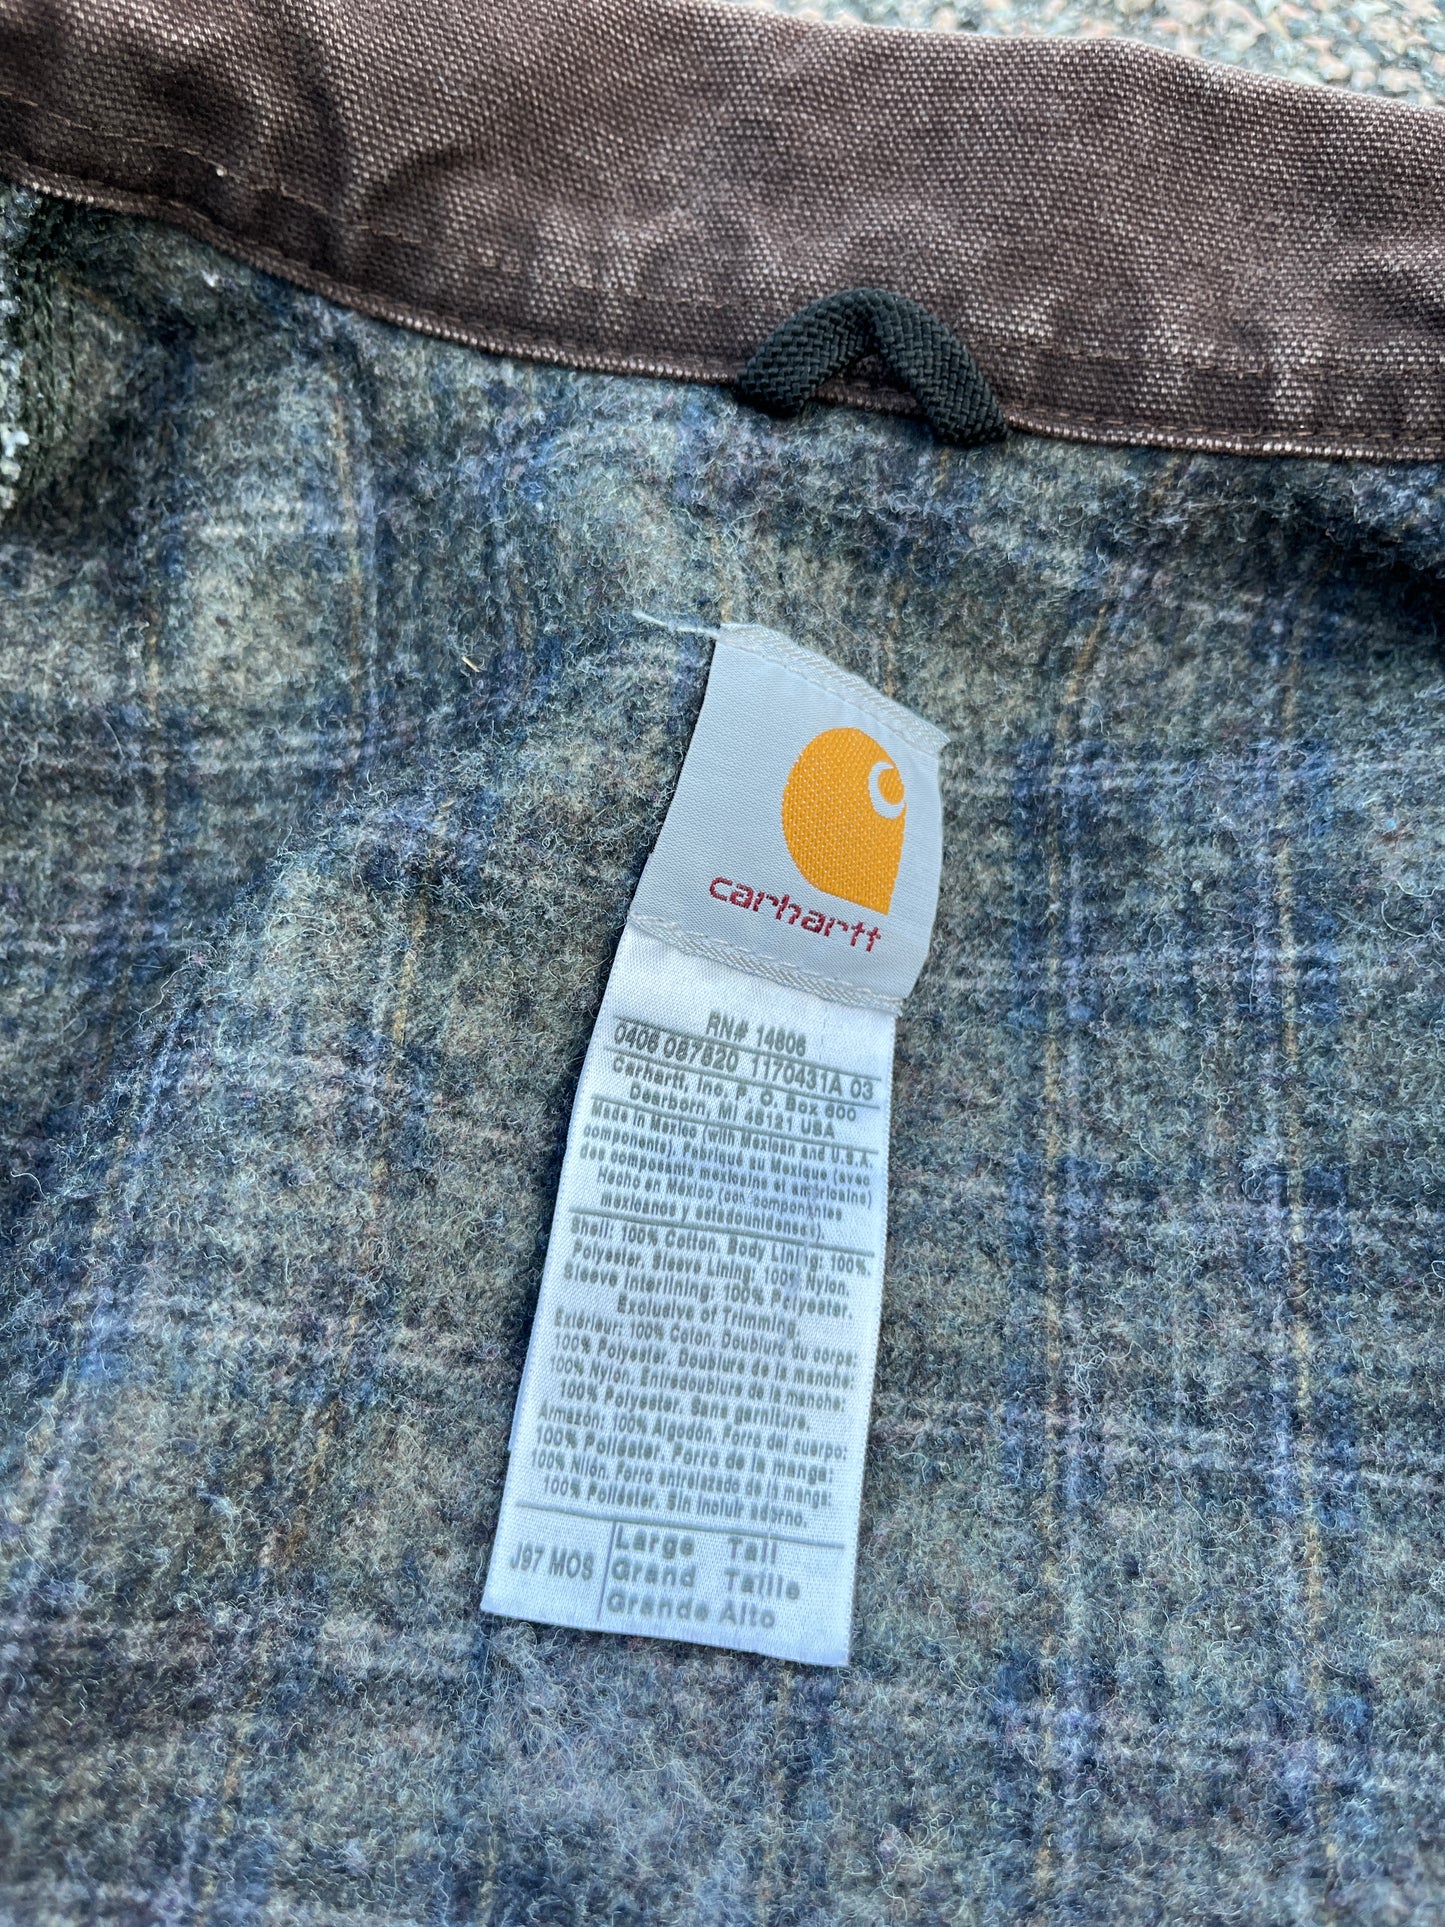 carhartt
RN# 14806
0406 087820 1170431A 03
Carhartt, Inc. P. O. Box 600
Dearborn, MI 48121 USA
Made in Mexico (with Mexican and U.S.A.
components). Fabriqué au Mexique (avec
des composants mexicains et américains)
Hecho en México (con componentes
mexicanos y estadounidenses).
Shell: 100% Cotton. Body Lining: 100%
Polyester. Sleeve Lining: 100% Nylon.
Sleeve Interlining: 100% Polyester.
Exclusive of Trimming.
Extérieur: 100% Coton. Doublure du corps:
100% Polyester. Doublure de la manche:
100% Nylon. Entredoublure de la manche:
100% Polyester. Sans garniture.
Armazón: 100% Algodón. Forro del cuerpo:
100% Poliéster. Forro de la manga:
100% Nilon. Forro entrelazado de la manga:
100% Poliéster. Sin incluir adorno.
J97 MOS
Large Tall
Grand Taille
Grande Alto